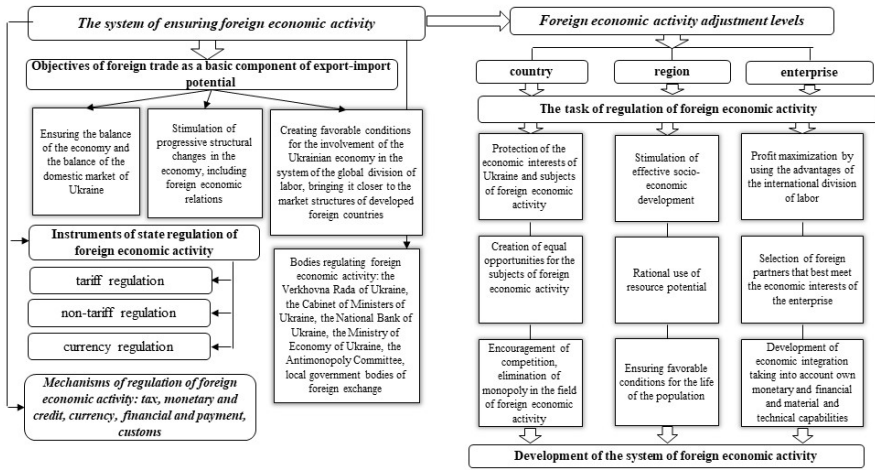 The system of ensuring foreign economic activity
Objectives of foreign trade as a basic component of export-import
potential
Ensuring the balance
of the economy and
the balance of the
domestic market of
Ukraine
Stimulation of
progressive structural
changes in the
economy, including
foreign economic
relations
Creating favorable conditions
for the involvement of the
Ukrainian economy in the
system of the global division of
labor, bringing it closer to the
market structures of developed
foreign countries
Instruments of state regulation of
foreign economic activity
tariff regulation
non-tariff regulation
currency regulation
Bodies regulating foreign
economic activity: the
Verkhovna Rada of Ukraine,
the Cabinet of Ministers of
Ukraine, the National Bank of
Ukraine, the Ministry of
Economy of Ukraine, the
Antimonopoly Committee,
local government bodies of
foreign exchange
Mechanisms of regulation of foreign
economic activity: tax, monetary and
credit, currency, financial and payment,
customs
Foreign economic activity adjustment levels
country
region
enterprise
The task of regulation of foreign economic activity
Protection of the
economic interests of
Ukraine and subjects
of foreign economic
activity
Stimulation of
effective socio-
economic
development
Profit maximization by
using the advantages of
the international division
of labor
Creation of equal
opportunities for the
subjects of foreign
economic activity
Rational use of
resource potential
Selection of foreign
partners that best meet
the economic interests of
the enterprise
Encouragement of
competition,
elimination of
monopoly in the field
of foreign economic
activity
Ensuring favorable
conditions for the life
of the population
Development of
economic integration
taking into account own
monetary and financial
and material and
technical capabilities
Development of the system of foreign economic activity